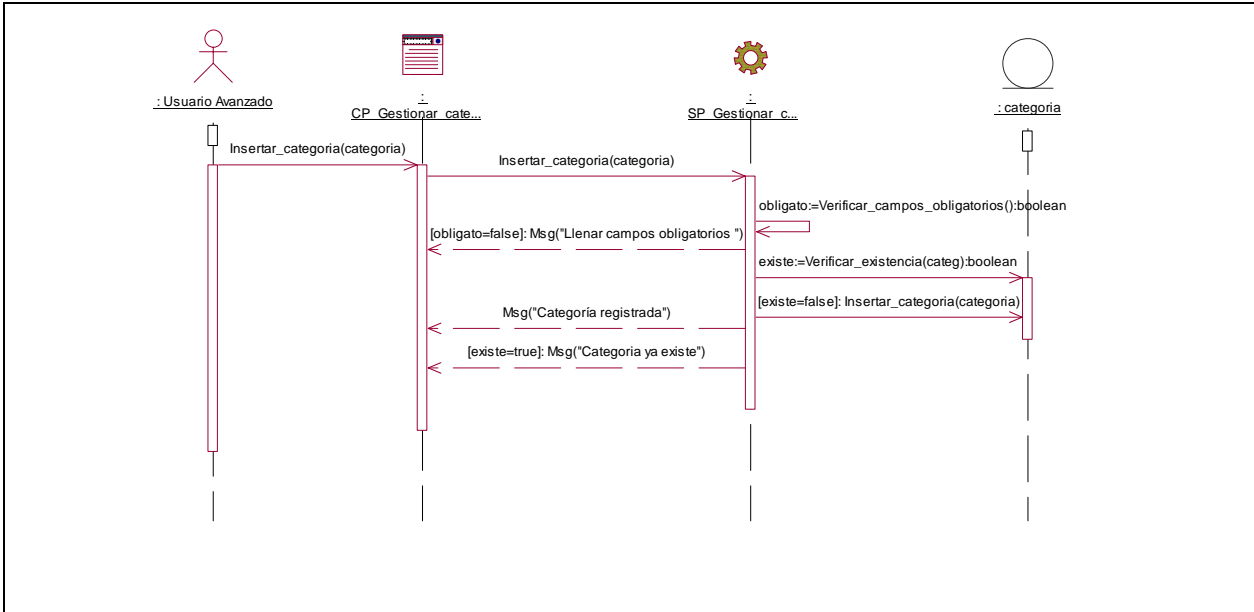 : Usuario Avanzado
:
CP_Gestionar_cate...
:
SP_Gestionar_c...
: categoria
Insertar_categoria(categoria)
Insertar_categoria(categoria)
obligato:=Verificar_campos_obligatorios():boolean
[obligato=false]: Msg("Llenar campos obligatorios ")
existe:=Verificar_existencia(categ):boolean
[existe=false]: Insertar_categoria(categoria)
Msg("Categoría registrada")
[existe=true]: Msg("Categoria ya existe")